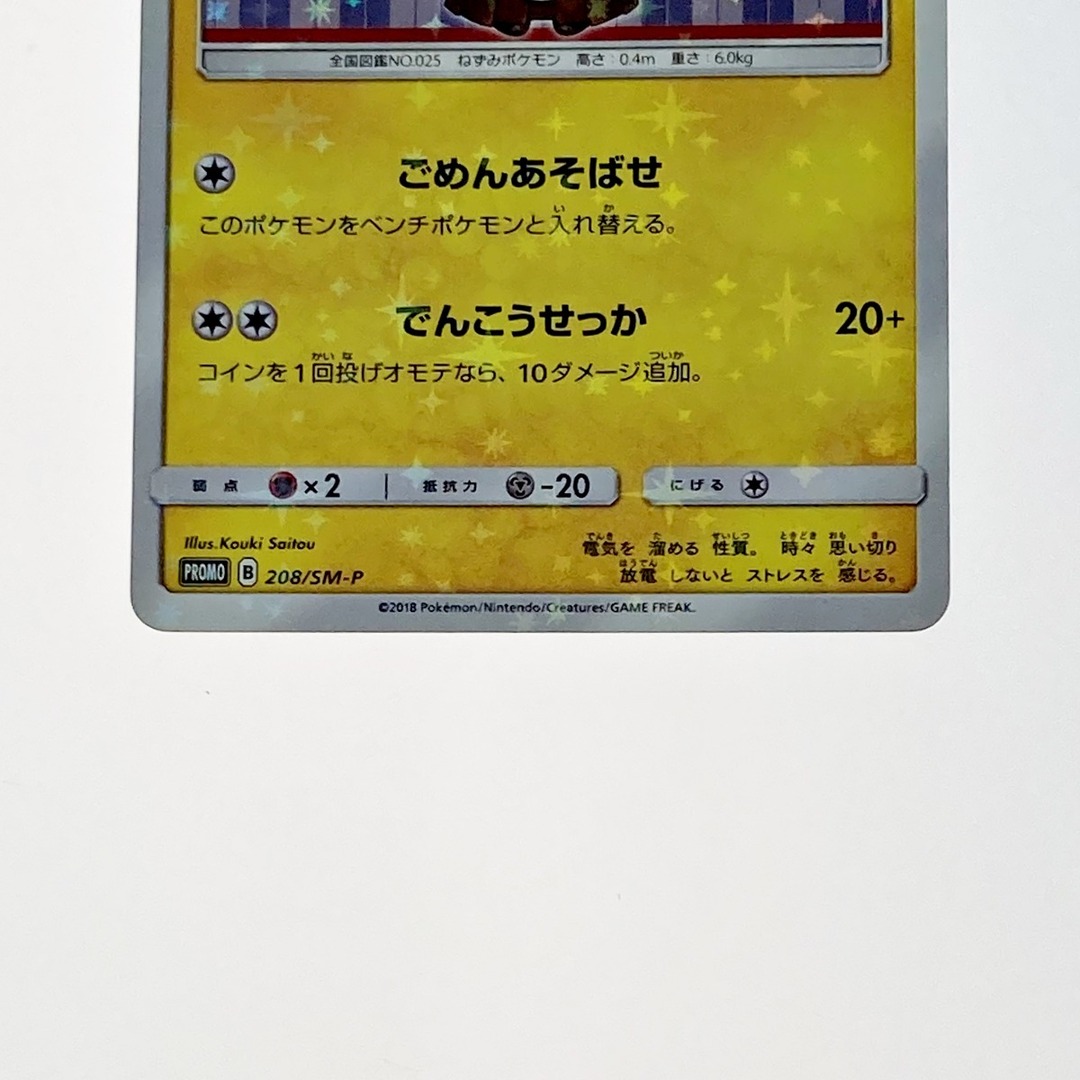 全国図鑑NO.025 ねずみポケモン 高さ：0.4m 重さ：6.0kg
ごめんあそばせ
このポケモンをベンチポケモンと入れ替える。
でんこうせっか 20+
コインを1回投げオモテなら、10ダメージ追加。
弱点 ×2 抵抗力 -20 にげる
Illus. Kouki Saitou
電気を 溜める 性質。 時々 思い切り
放電 しないと ストレスを 感じる。
PROMO B 208/SM-P
©2018 Pokémon/Nintendo/Creatures/GAME FREAK.